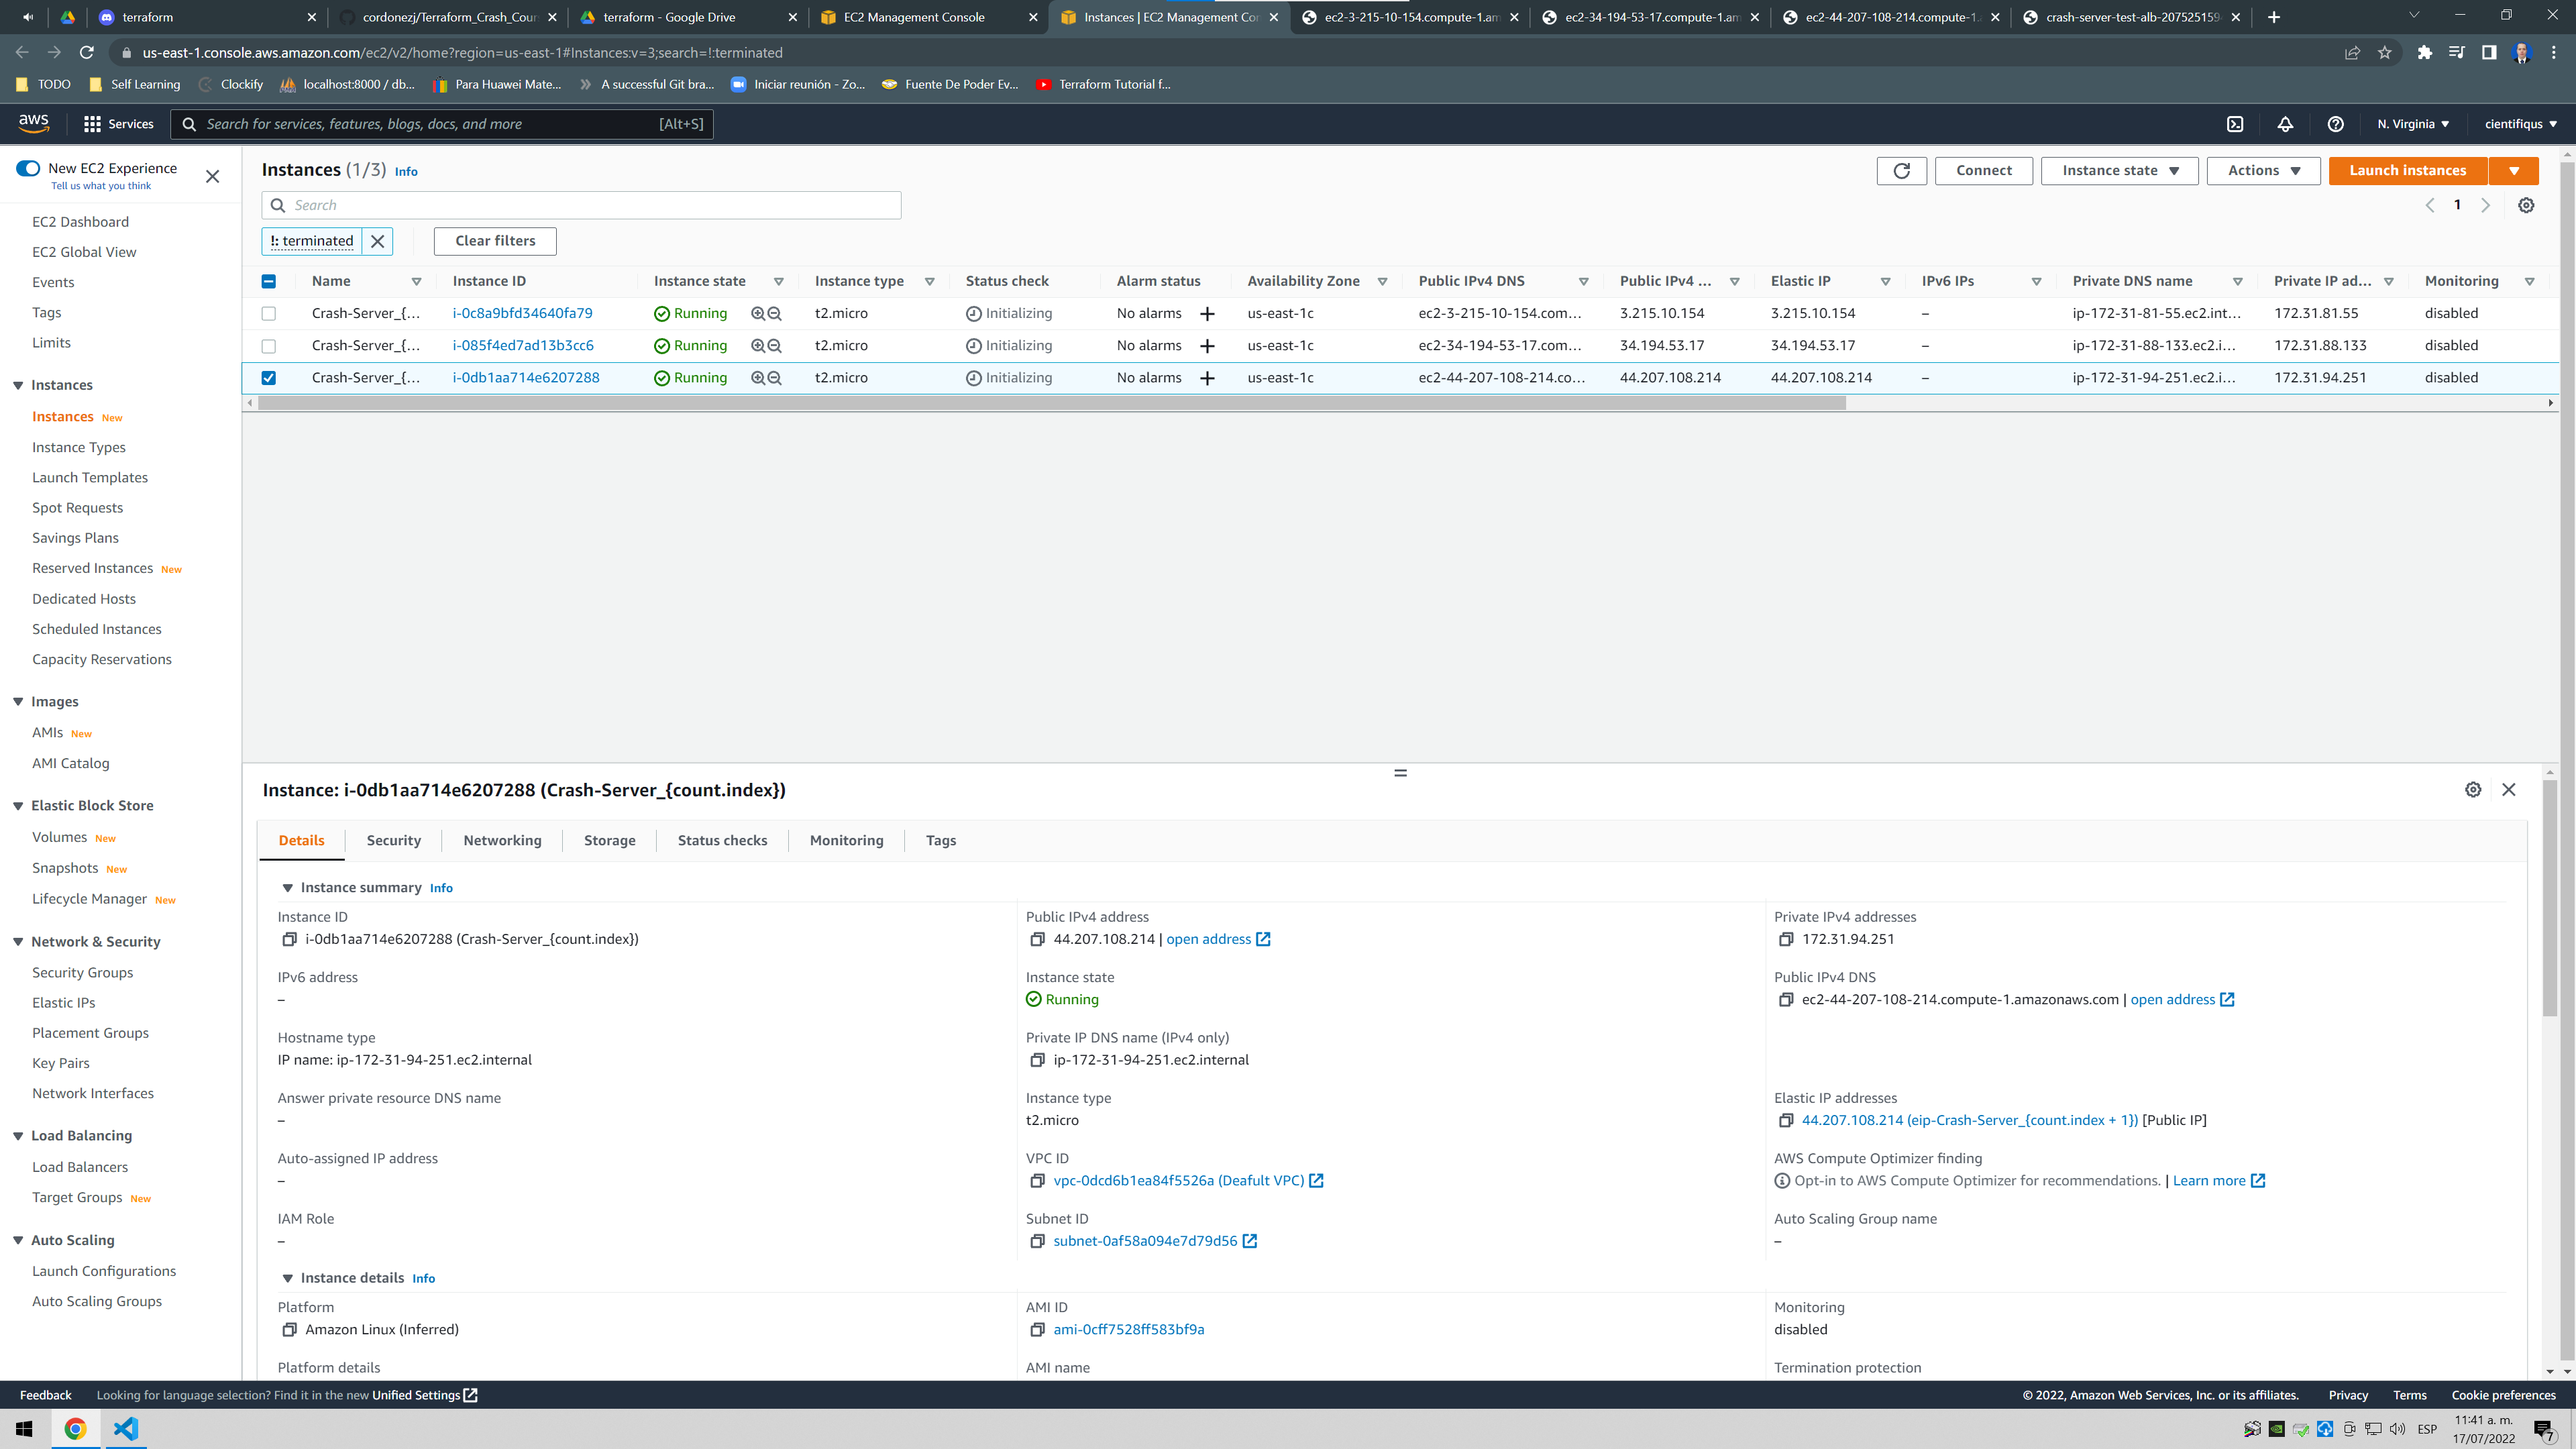 terraform
cordonezj/Terraform_Crash_Cour
terraform - Google Drive
EC2 Management Console
Instances | EC2 Management Con
ec2-3-215-10-154.compute-1.am
ec2-34-194-53-17.compute-1.am
ec2-44-207-108-214.compute-1.a
crash-server-test-alb-207525159
us-east-1.console.aws.amazon.com/ec2/v2/home?region=us-east-1#Instances:v=3;search=!:terminated
TODO
Self Learning
Clockify
localhost:8000 / db...
Para Huawei Mate...
A successful Git bra...
Iniciar reunión - Zo...
Fuente De Poder Ev...
Terraform Tutorial f...
aws
Services
Search for services, features, blogs, docs, and more
[Alt+S]
N. Virginia
cientifiqus
New EC2 Experience
Tell us what you think
EC2 Dashboard
EC2 Global View
Events
Tags
Limits
Instances
Instances New
Instance Types
Launch Templates
Spot Requests
Savings Plans
Reserved Instances New
Dedicated Hosts
Scheduled Instances
Capacity Reservations
Images
AMIs New
AMI Catalog
Elastic Block Store
Volumes New
Snapshots New
Lifecycle Manager New
Network & Security
Security Groups
Elastic IPs
Placement Groups
Key Pairs
Network Interfaces
Load Balancing
Load Balancers
Target Groups New
Auto Scaling
Launch Configurations
Auto Scaling Groups
Instances (1/3) Info
Connect
Instance state
Actions
Launch instances
Search
1
!: terminated
Clear filters
Name Instance ID Instance state Instance type Status check Alarm status Availability Zone Public IPv4 DNS Public IPv4 ... Elastic IP IPv6 IPs Private DNS name Private IP ad... Monitoring
Crash-Server_{... i-0c8a9bfd34640fa79 Running t2.micro Initializing No alarms + us-east-1c ec2-3-215-10-154.com... 3.215.10.154 3.215.10.154 – ip-172-31-81-55.ec2.int... 172.31.81.55 disabled
Crash-Server_{... i-085f4ed7ad13b3cc6 Running t2.micro Initializing No alarms + us-east-1c ec2-34-194-53-17.com... 34.194.53.17 34.194.53.17 – ip-172-31-88-133.ec2.i... 172.31.88.133 disabled
Crash-Server_{... i-0db1aa714e6207288 Running t2.micro Initializing No alarms + us-east-1c ec2-44-207-108-214.co... 44.207.108.214 44.207.108.214 – ip-172-31-94-251.ec2.i... 172.31.94.251 disabled
Instance: i-0db1aa714e6207288 (Crash-Server_{count.index})
Details Security Networking Storage Status checks Monitoring Tags
Instance summary Info
Instance ID
i-0db1aa714e6207288 (Crash-Server_{count.index})
Public IPv4 address
44.207.108.214 | open address
Private IPv4 addresses
172.31.94.251
IPv6 address
–
Instance state
Running
Public IPv4 DNS
ec2-44-207-108-214.compute-1.amazonaws.com | open address
Hostname type
IP name: ip-172-31-94-251.ec2.internal
Private IP DNS name (IPv4 only)
ip-172-31-94-251.ec2.internal
Answer private resource DNS name
–
Instance type
t2.micro
Elastic IP addresses
44.207.108.214 (eip-Crash-Server_{count.index + 1}) [Public IP]
Auto-assigned IP address
–
VPC ID
vpc-0dcd6b1ea84f5526a (Deafult VPC)
AWS Compute Optimizer finding
Opt-in to AWS Compute Optimizer for recommendations. | Learn more
IAM Role
–
Subnet ID
subnet-0af58a094e7d79d56
Auto Scaling Group name
–
Instance details Info
Platform
Amazon Linux (Inferred)
AMI ID
ami-0cff7528ff583bf9a
Monitoring
disabled
Platform details
AMI name
Termination protection
Feedback
Looking for language selection? Find it in the new Unified Settings
© 2022, Amazon Web Services, Inc. or its affiliates.
Privacy
Terms
Cookie preferences
ESP
11:41 a. m.
17/07/2022
7